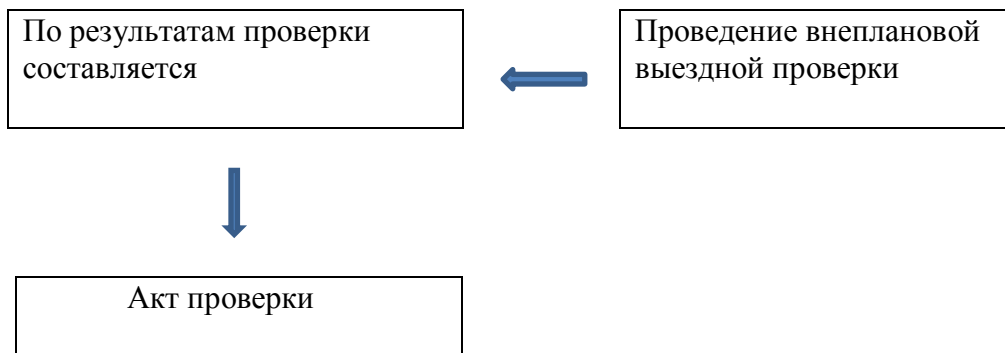 По результатам проверки
составляется
Проведение внеплановой
выездной проверки
Акт проверки